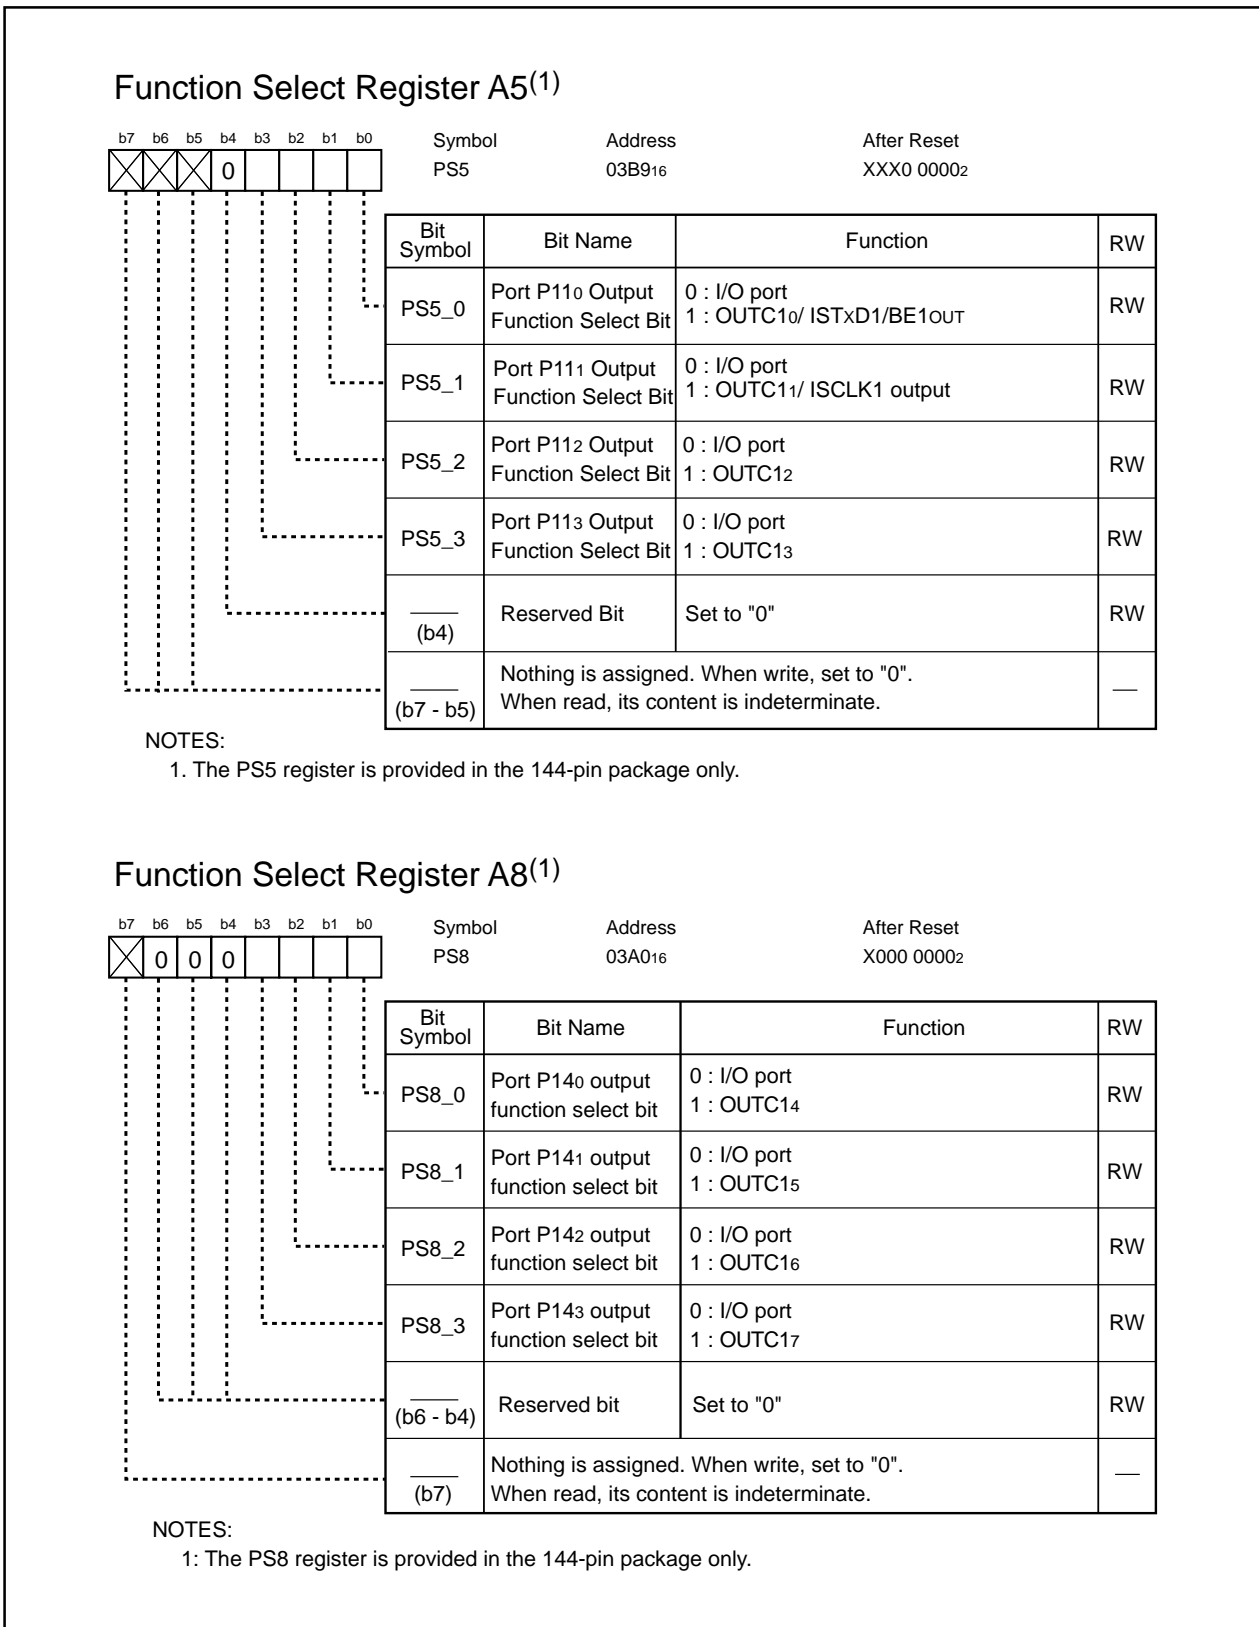 Function Select Register A5(1)
b7 b6 b5 b4 b3 b2 b1 b0
0
Symbol Address After Reset
PS5 03B916 XXX0 00002
Bit Symbol Bit Name Function RW
PS5_0 Port P110 Output Function Select Bit 0 : I/O port 1 : OUTC10/ ISTxD1/BE1OUT RW
PS5_1 Port P111 Output Function Select Bit 0 : I/O port 1 : OUTC11/ ISCLK1 output RW
PS5_2 Port P112 Output Function Select Bit 0 : I/O port 1 : OUTC12 RW
PS5_3 Port P113 Output Function Select Bit 0 : I/O port 1 : OUTC13 RW
(b4) Reserved Bit Set to "0" RW
(b7 - b5) Nothing is assigned. When write, set to "0". When read, its content is indeterminate. —
NOTES:
1. The PS5 register is provided in the 144-pin package only.
Function Select Register A8(1)
b7 b6 b5 b4 b3 b2 b1 b0
0 0 0
Symbol Address After Reset
PS8 03A016 X000 00002
Bit Symbol Bit Name Function RW
PS8_0 Port P140 output function select bit 0 : I/O port 1 : OUTC14 RW
PS8_1 Port P141 output function select bit 0 : I/O port 1 : OUTC15 RW
PS8_2 Port P142 output function select bit 0 : I/O port 1 : OUTC16 RW
PS8_3 Port P143 output function select bit 0 : I/O port 1 : OUTC17 RW
(b6 - b4) Reserved bit Set to "0" RW
(b7) Nothing is assigned. When write, set to "0". When read, its content is indeterminate. —
NOTES:
1: The PS8 register is provided in the 144-pin package only.